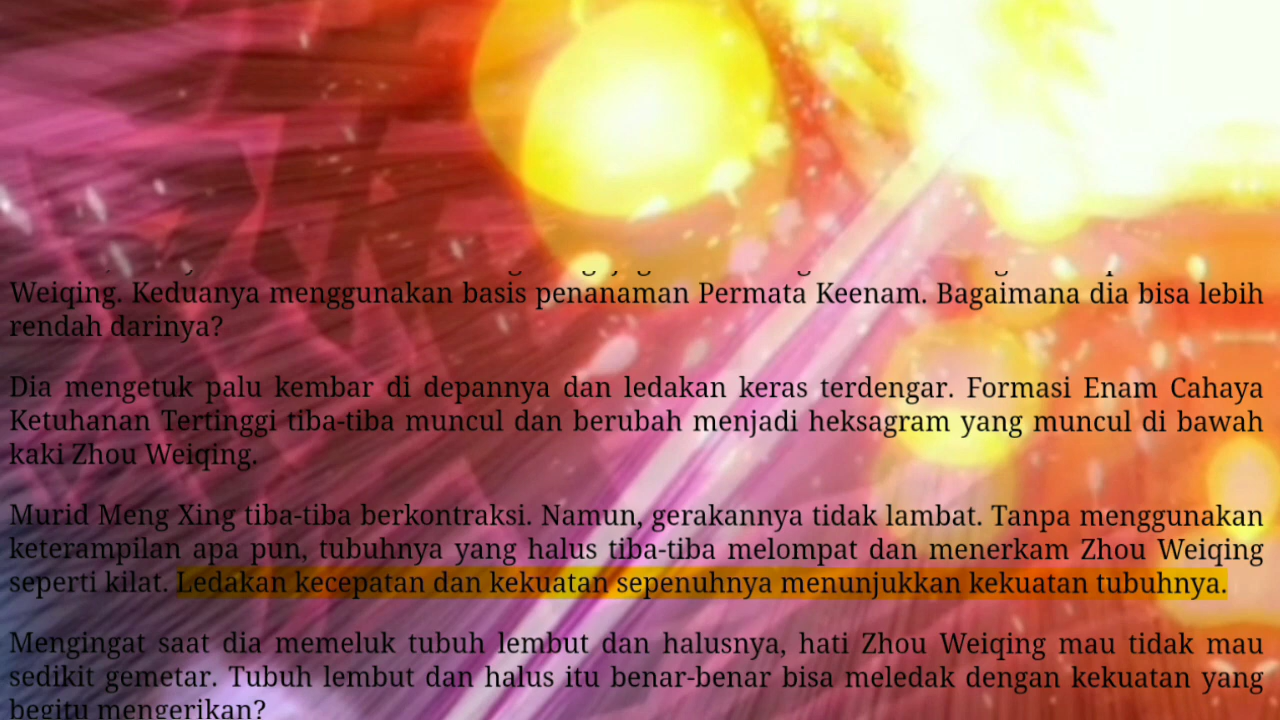 Weiqing. Keduanya menggunakan basis penanaman Permata Keenam. Bagaimana dia bisa lebih
rendah darinya?
Dia mengetuk palu kembar di depannya dan ledakan keras terdengar. Formasi Enam Cahaya
Ketuhanan Tertinggi tiba-tiba muncul dan berubah menjadi heksagram yang muncul di bawah
kaki Zhou Weiqing.
Murid Meng Xing tiba-tiba berkontraksi. Namun, gerakannya tidak lambat. Tanpa menggunakan
keterampilan apa pun, tubuhnya yang halus tiba-tiba melompat dan menerkam Zhou Weiqing
seperti kilat. Ledakan kecepatan dan kekuatan sepenuhnya menunjukkan kekuatan tubuhnya.
Mengingat saat dia memeluk tubuh lembut dan halusnya, hati Zhou Weiqing mau tidak mau
sedikit gemetar. Tubuh lembut dan halus itu benar-benar bisa meledak dengan kekuatan yang
begitu mengerikan?